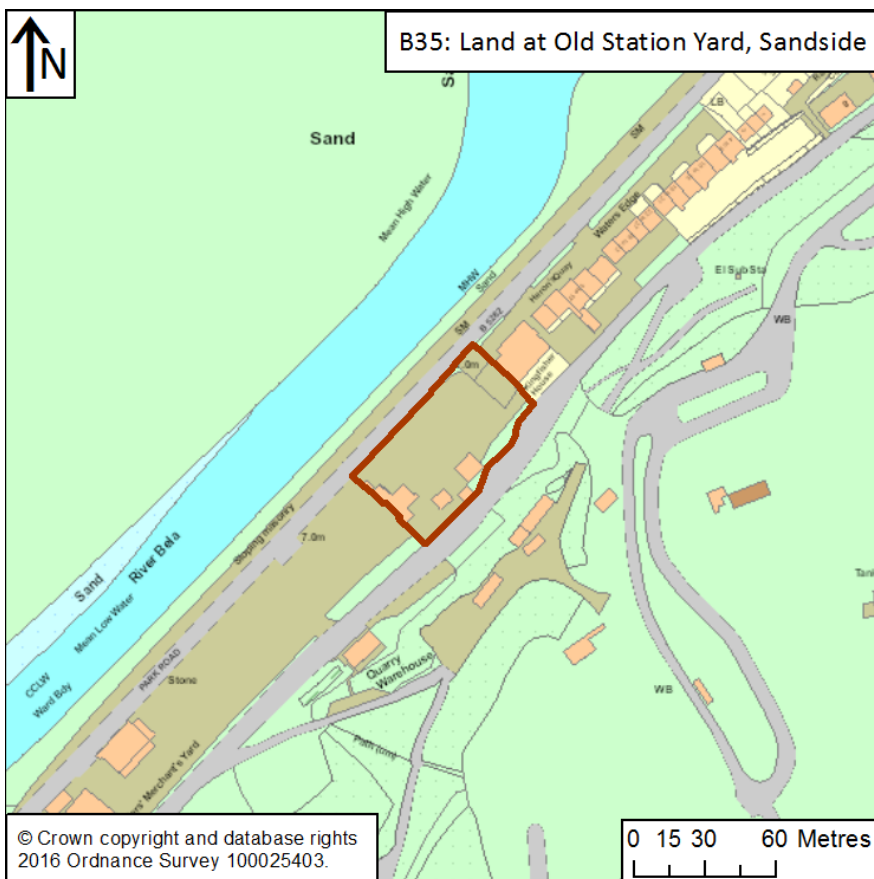 N
B35: Land at Old Station Yard, Sandside
Sand
Mean High Water
SM
LB
Waters Edge
MHW
Sand
Heron Quay
El Sub Sta
B 5282
SM
WB
Kingfisher
House
Sloping masonry
7.0m
River Bela
Sand
Mean Low Water
CCLW
Ward Bdy
PARK ROAD
Stone
Quarry
Warehouse
WB
Path (um)
Merchant's Yard
© Crown copyright and database rights
2016 Ordnance Survey 100025403.
0 15 30 60 Metres